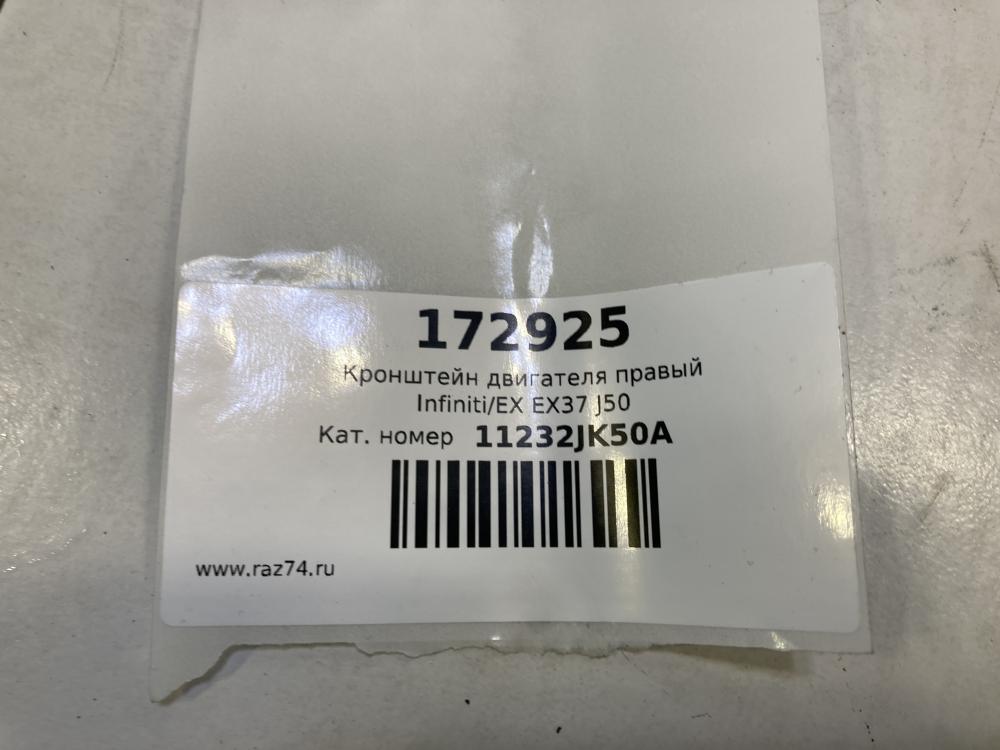 172925
Кронштейн двигателя правый
Infiniti/EX EX37 J50
Кат. номер 11232JK50A
www.raz74.ru